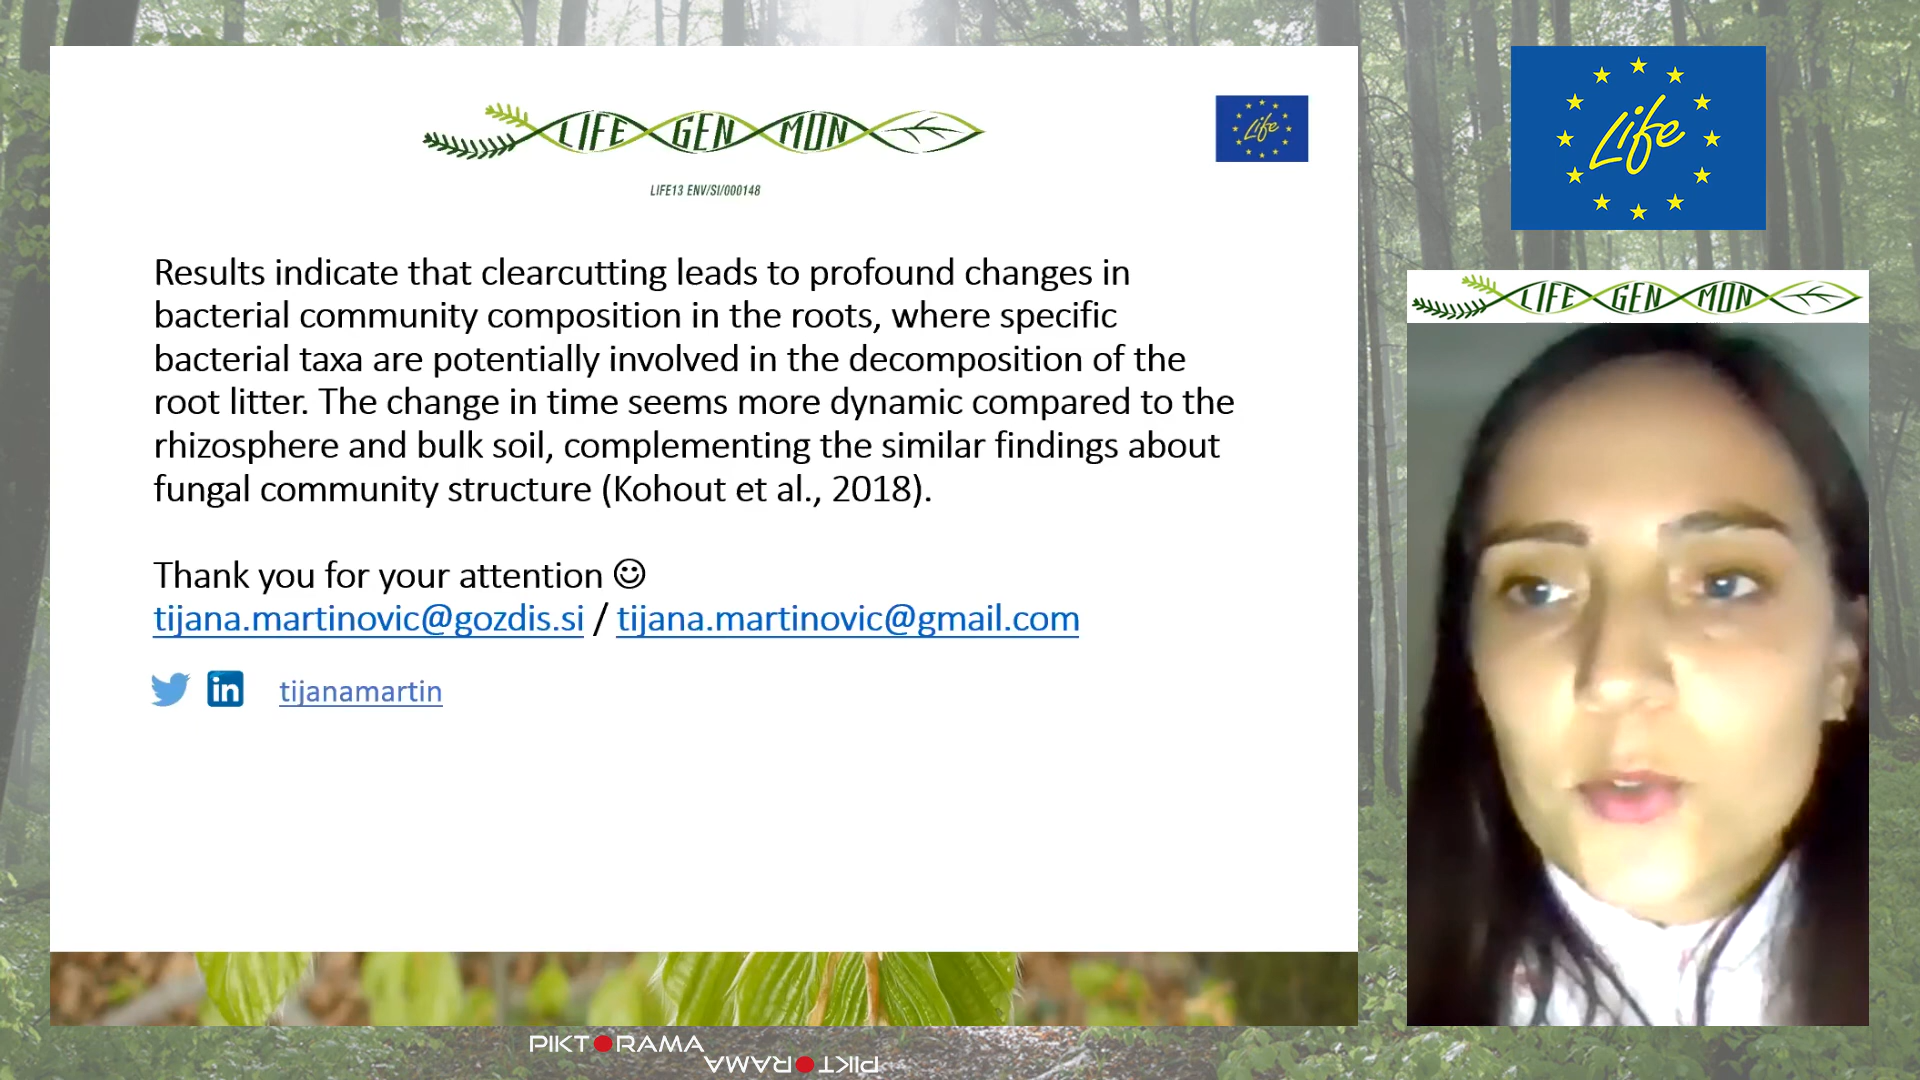 LIFE GEN MON
LIFE13 ENV/SI/000148
Life
Life
LIFE GEN MON
Results indicate that clearcutting leads to profound changes in
bacterial community composition in the roots, where specific
bacterial taxa are potentially involved in the decomposition of the
root litter. The change in time seems more dynamic compared to the
rhizosphere and bulk soil, complementing the similar findings about
fungal community structure (Kohout et al., 2018).
Thank you for your attention ☺
tijana.martinovic@gozdis.si / tijana.martinovic@gmail.com
in tijanamartin
PIKTORAMA
PIKTORAMA